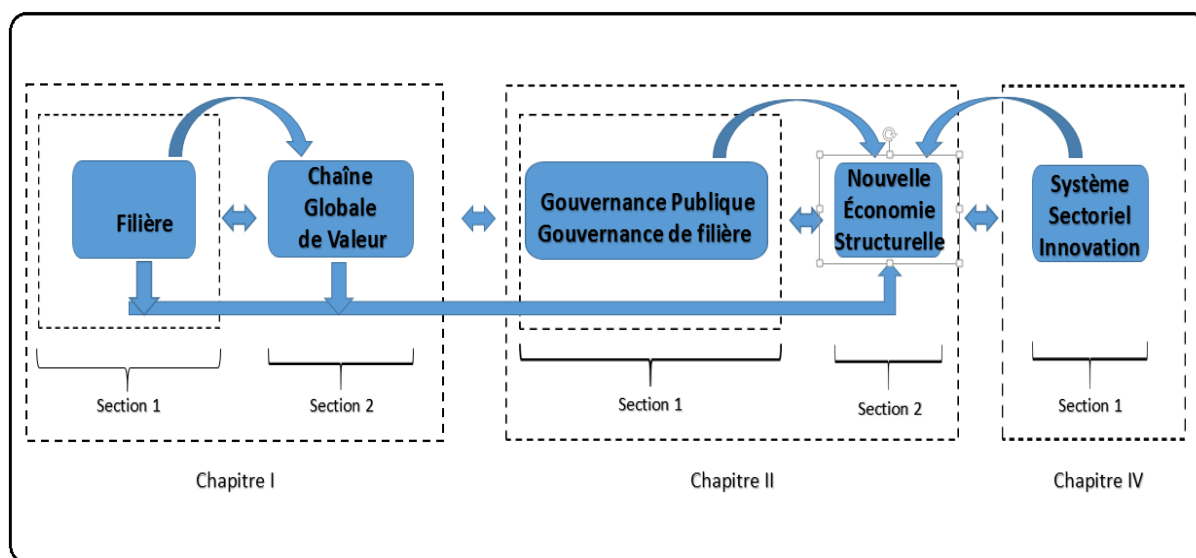 Filière
Chaîne
Globale
de Valeur
Gouvernance Publique
Gouvernance de filière
Nouvelle
Économie
Structurelle
Système
Sectoriel
Innovation
Section 1
Section 2
Section 1
Section 2
Section 1
Chapitre I
Chapitre II
Chapitre IV